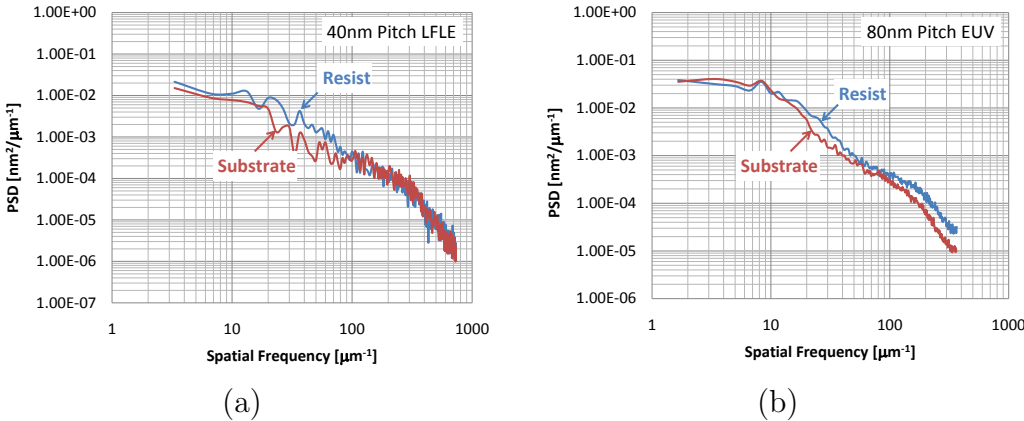 40nm Pitch LFLE
1.00E+00
1.00E-01
1.00E-02
1.00E-03
1.00E-04
1.00E-05
1.00E-06
1.00E-07
PSD [nm²/µm⁻¹]
Resist
Substrate
1 10 100 1000
Spatial Frequency [µm⁻¹]
(a)
80nm Pitch EUV
1.00E+00
1.00E-01
1.00E-02
1.00E-03
1.00E-04
1.00E-05
1.00E-06
PSD [nm²/µm⁻¹]
Resist
Substrate
1 10 100 1000
Spatial Frequency [µm⁻¹]
(b)